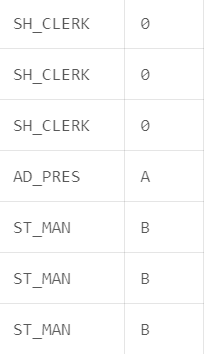 SH_CLERK 0
SH_CLERK 0
SH_CLERK 0
AD_PRES A
ST_MAN B
ST_MAN B
ST_MAN B